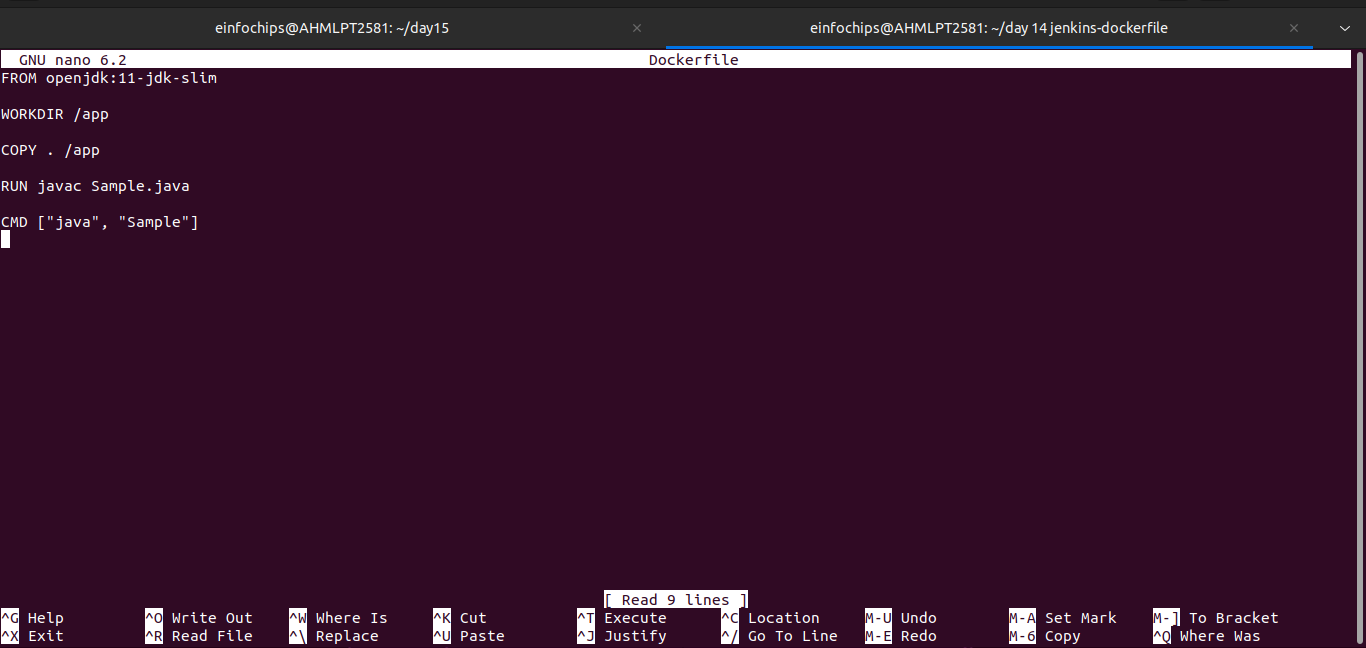 einfochips@AHMLPT2581: ~/day15 × einfochips@AHMLPT2581: ~/day 14 jenkins-dockerfile ×
GNU nano 6.2 Dockerfile
FROM openjdk:11-jdk-slim
WORKDIR /app
COPY . /app
RUN javac Sample.java
CMD ["java", "Sample"]
[ Read 9 lines ]
^G Help ^O Write Out ^W Where Is ^K Cut ^T Execute ^C Location M-U Undo M-A Set Mark M-] To Bracket
^X Exit ^R Read File ^\ Replace ^U Paste ^J Justify ^/ Go To Line M-E Redo M-6 Copy ^Q Where Was